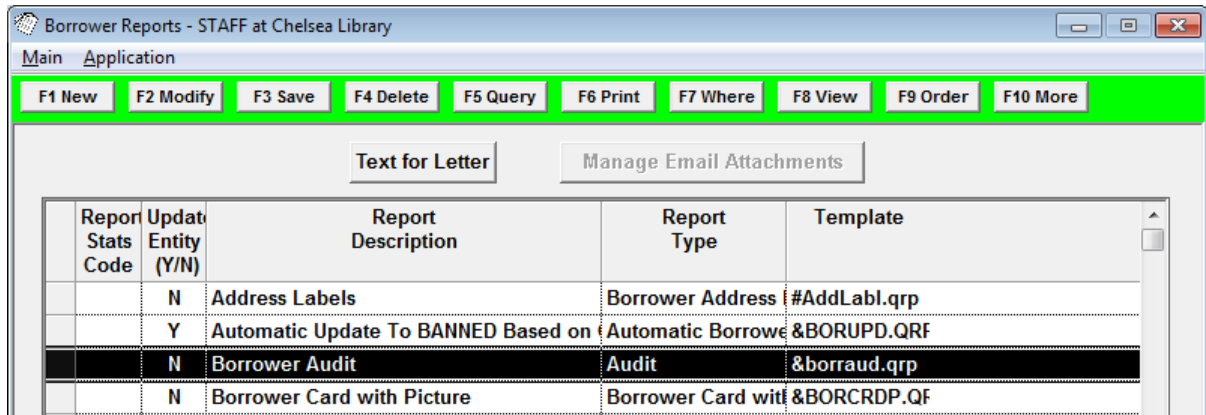 Borrower Reports - STAFF at Chelsea Library
Main Application
F1 New F2 Modify F3 Save F4 Delete F5 Query F6 Print F7 Where F8 View F9 Order F10 More
Text for Letter Manage Email Attachments
Report Update Report Report Template
Stats Entity Description Type
Code (Y/N)
N Address Labels Borrower Address #AddLabl.qrp
Y Automatic Update To BANNED Based on Automatic Borrowe &BORUPD.QRF
N Borrower Audit Audit &borraud.qrp
N Borrower Card with Picture Borrower Card with &BORCRDP.QF